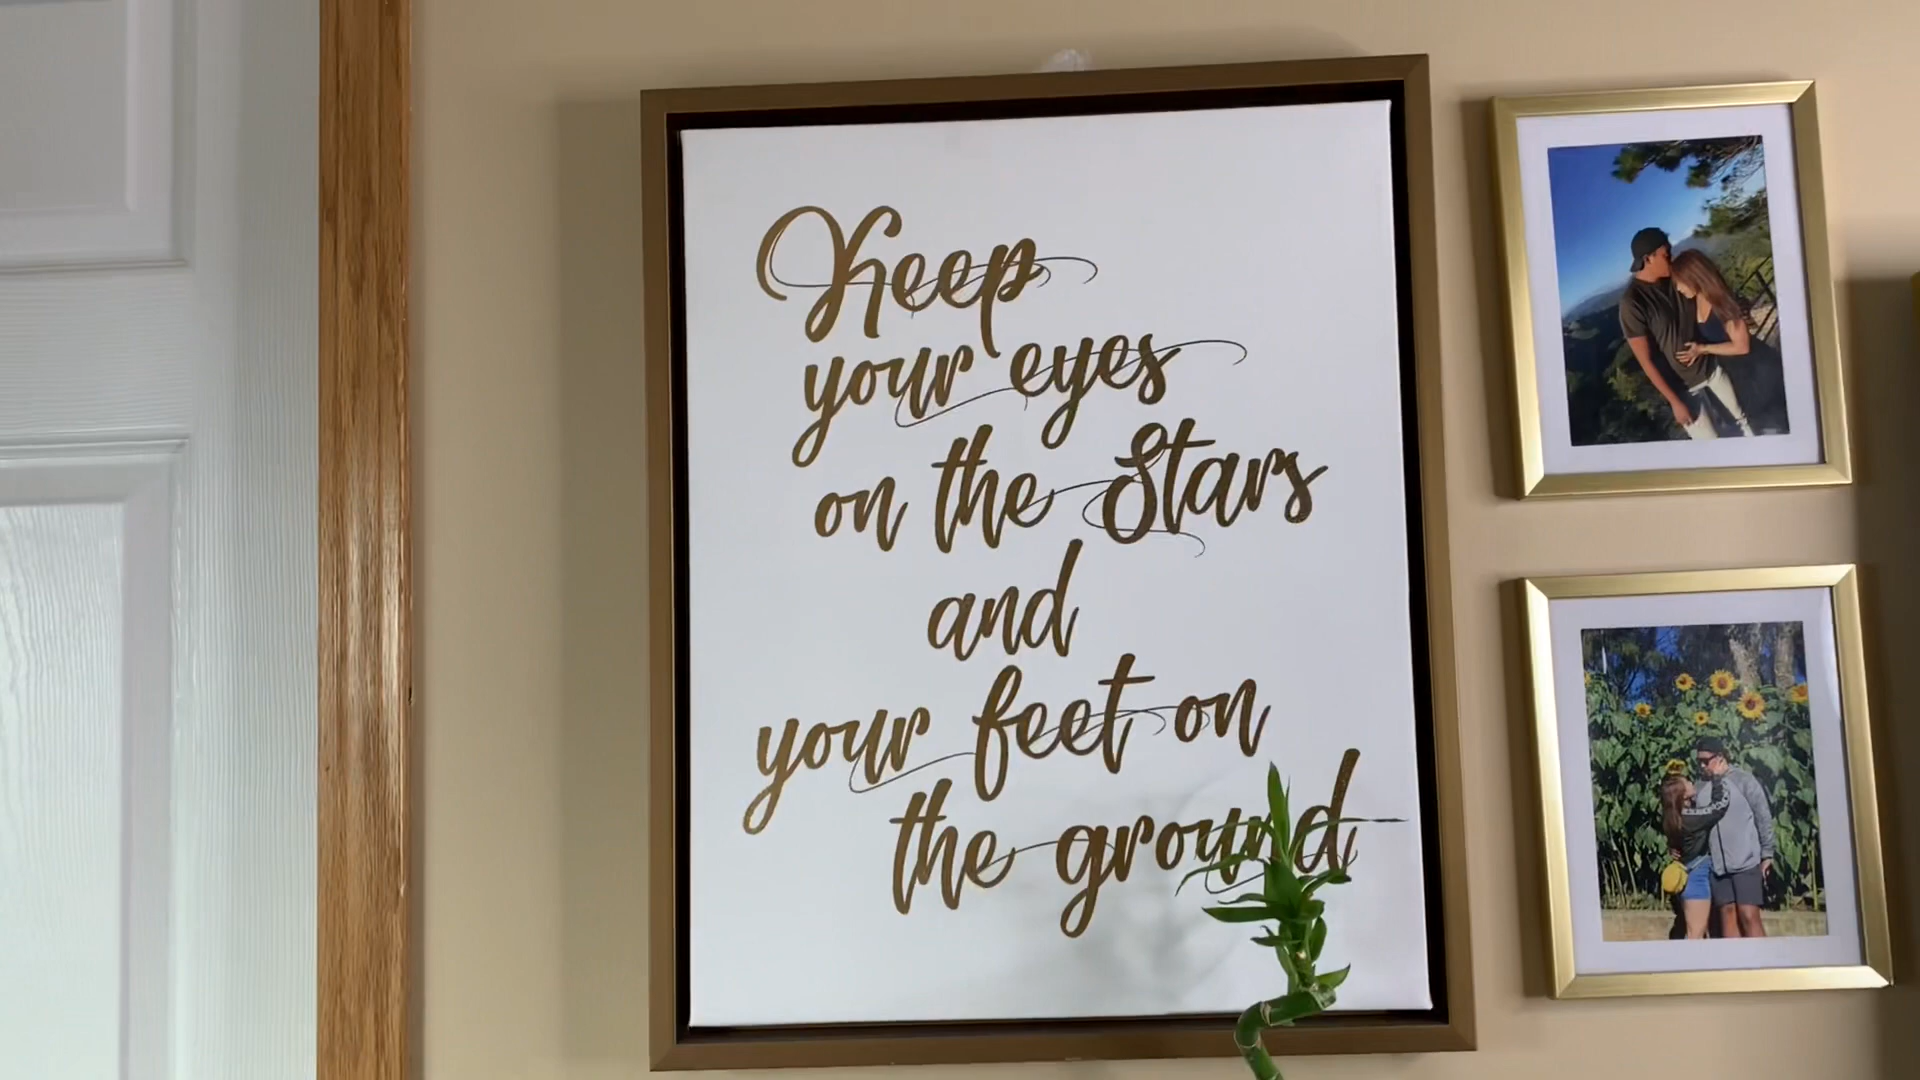 Keep
your eyes
on the Stars
and
your feet on
the ground